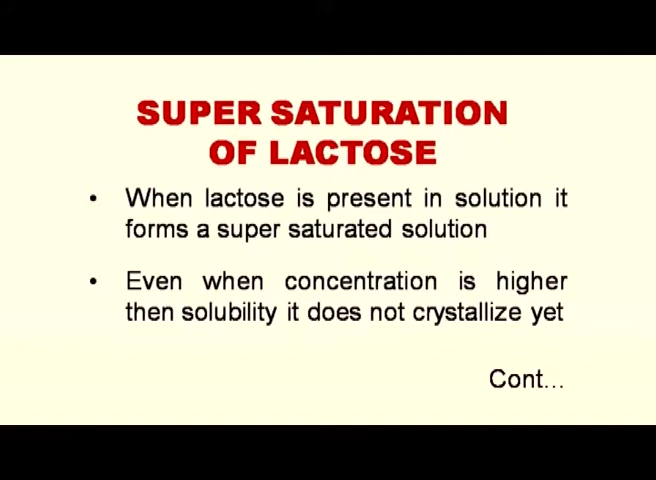 SUPER SATURATION
OF LACTOSE
• When lactose is present in solution it
forms a super saturated solution
• Even when concentration is higher
then solubility it does not crystallize yet
Cont...